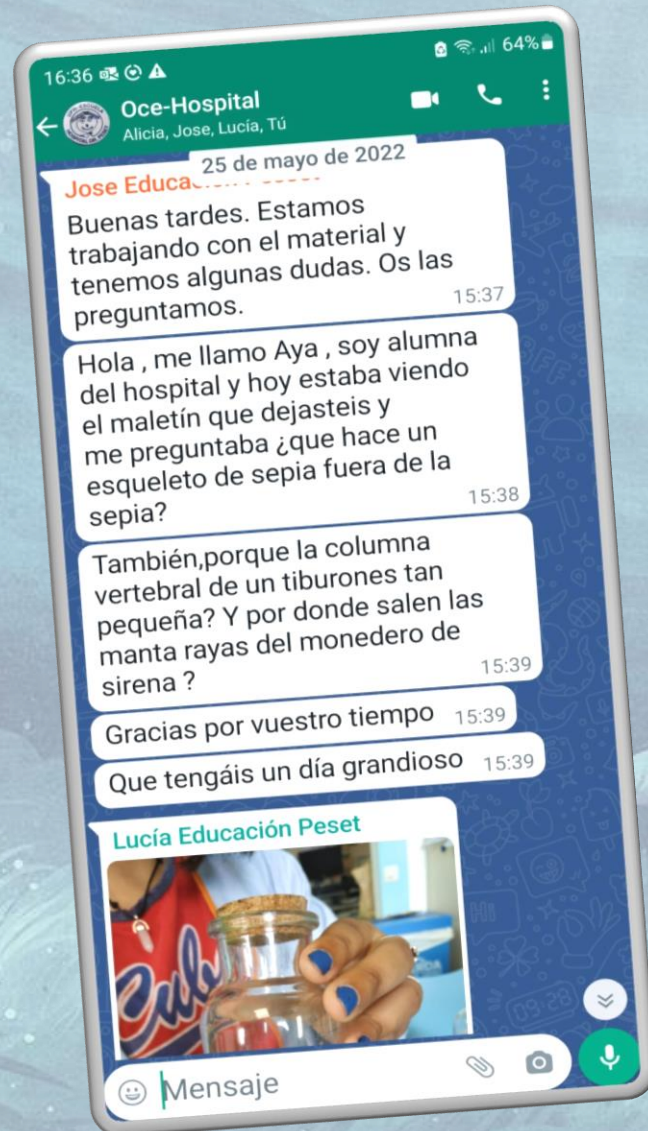 16:36
64%
Oce-Hospital
Alicia, Jose, Lucía, Tú
25 de mayo de 2022
Jose Educa
Buenas tardes. Estamos
trabajando con el material y
tenemos algunas dudas. Os las
preguntamos.
15:37
Hola , me llamo Aya , soy alumna
del hospital y hoy estaba viendo
el maletín que dejasteis y
me preguntaba ¿que hace un
esqueleto de sepia fuera de la
sepia?
15:38
También,porque la columna
vertebral de un tiburones tan
pequeña? Y por donde salen las
manta rayas del monedero de
sirena ?
15:39
Gracias por vuestro tiempo 15:39
Que tengáis un día grandioso 15:39
Lucía Educación Peset
Cub
Mensaje